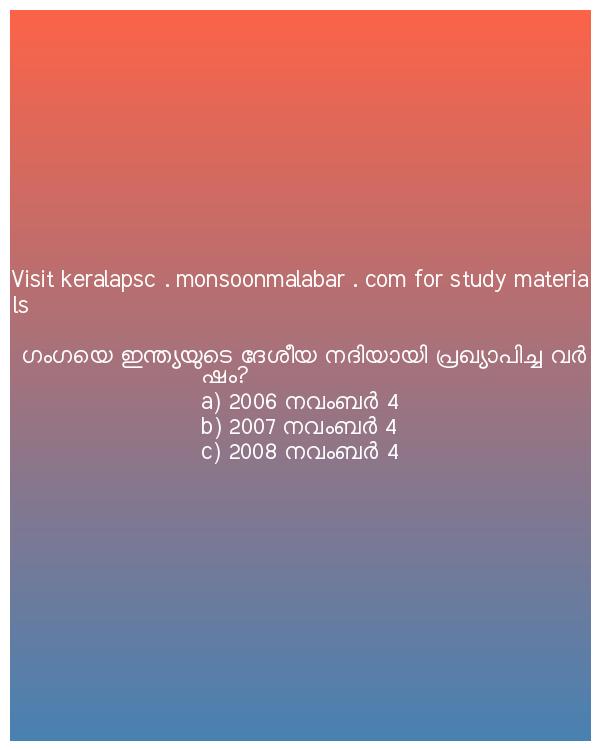 Visit keralapsc . monsoonmalabar . com for study materia
ls
ഗംഗയെ ഇന്ത്യയുടെ ദേശീയ നദിയായി പ്രഖ്യാപിച്ച വർ
ഷം?
a) 2006 നവംബർ 4
b) 2007 നവംബർ 4
c) 2008 നവംബർ 4